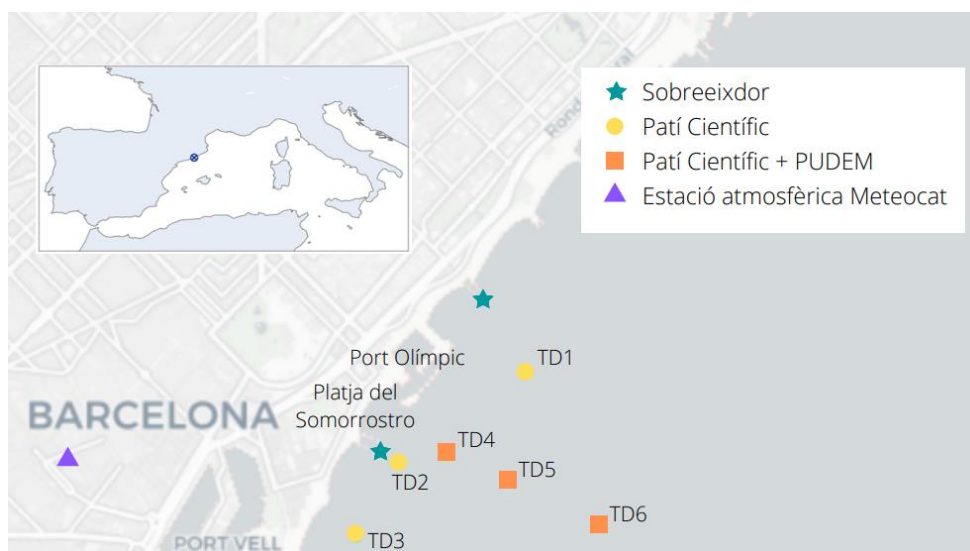 Sobreeixdor
Patí Científic
Patí Científic + PUDEM
Estació atmosfèrica Meteocat
Port Olímpic
TD1
Platja del
Somorrostro
BARCELONA
TD4
TD2
TD5
TD6
PORT VELL
TD3